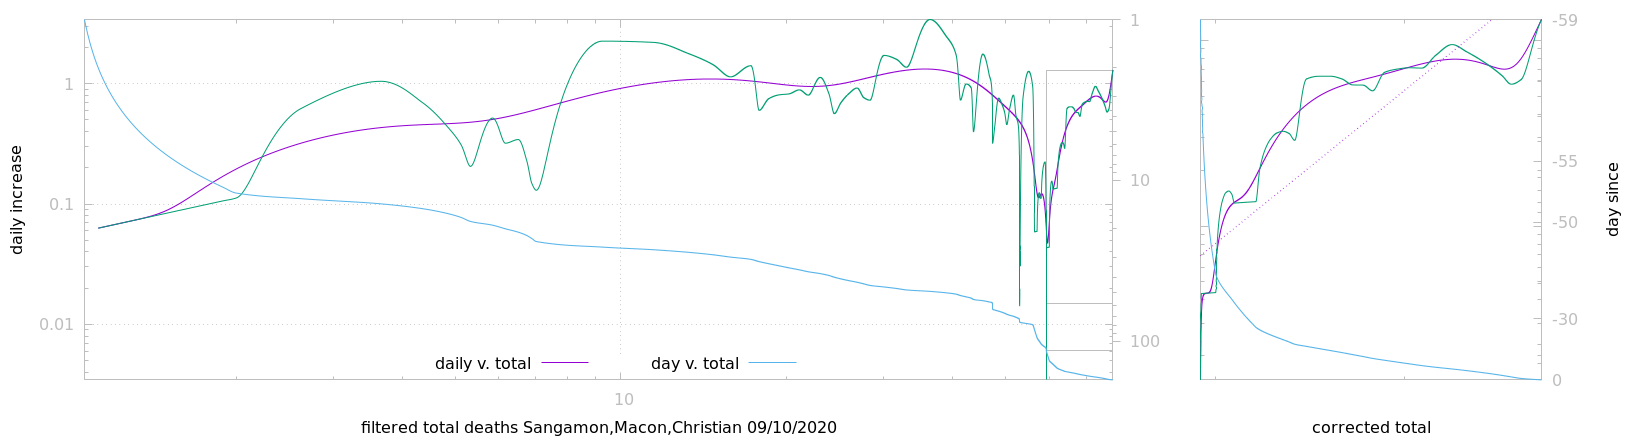 daily increase
1
0.1
0.01
10
1
10
100
daily v. total
day v. total
filtered total deaths Sangamon,Macon,Christian 09/10/2020
-59
-55
-50
-30
0
day since
corrected total